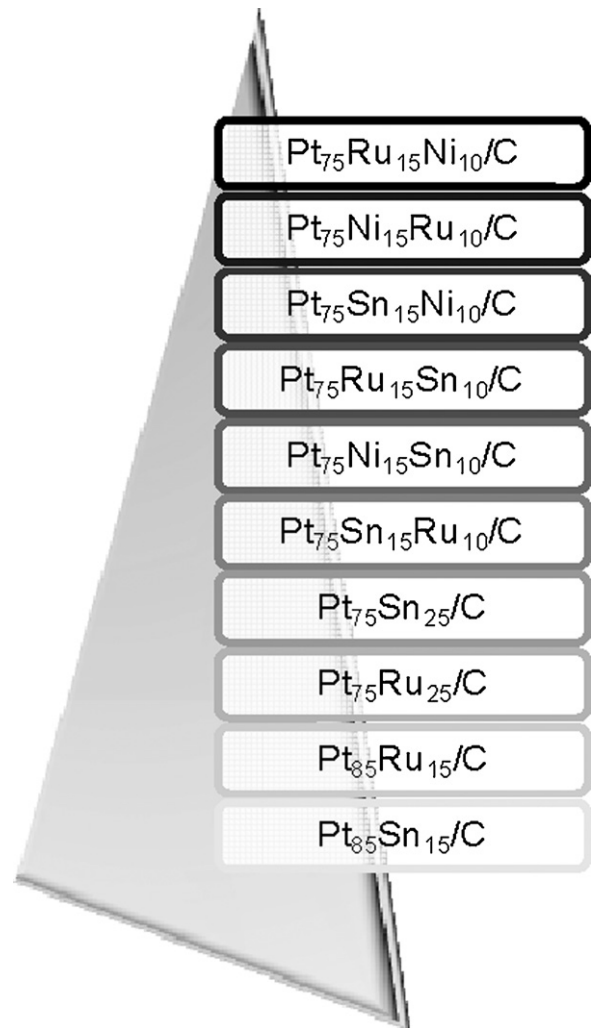 Pt₇₅Ru₁₅Ni₁₀/C
Pt₇₅Ni₁₅Ru₁₀/C
Pt₇₅Sn₁₅Ni₁₀/C
Pt₇₅Ru₁₅Sn₁₀/C
Pt₇₅Ni₁₅Sn₁₀/C
Pt₇₅Sn₁₅Ru₁₀/C
Pt₇₅Sn₂₅/C
Pt₇₅Ru₂₅/C
Pt₈₅Ru₁₅/C
Pt₈₅Sn₁₅/C